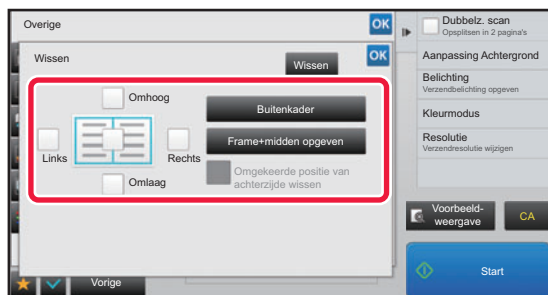 Overige
OK
Wissen
Wissen
OK
Omhoog
Links
Rechts
Omlaag
Buitenkader
Frame+midden opgeven
Omgekeerde positie van
achterzijde wissen
Vorige
Dubbelz. scan
Opsplitsen in 2 pagina's
Aanpassing Achtergrond
Belichting
Verzendbelichting opgeven
Kleurmodus
Resolutie
Verzendresolutie wijzigen
Voorbeeld-
weergave
CA
Start